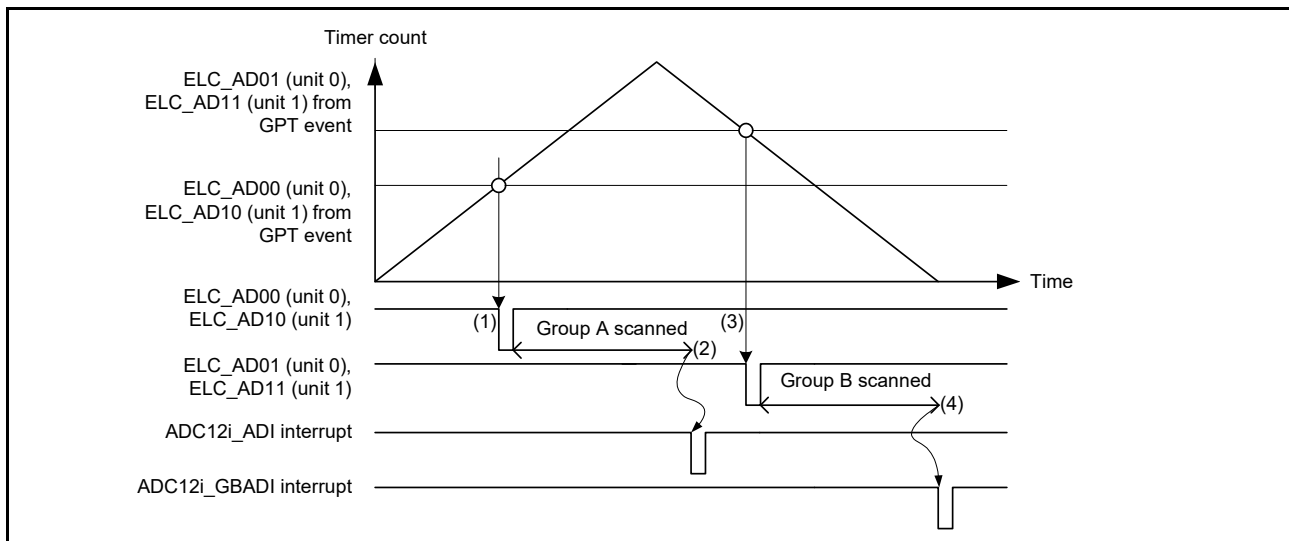 Timer count
ELC_AD01 (unit 0),
ELC_AD11 (unit 1) from
GPT event
ELC_AD00 (unit 0),
ELC_AD10 (unit 1) from
GPT event
Time
ELC_AD00 (unit 0),
ELC_AD10 (unit 1)
(1)
Group A scanned
(2)
(3)
ELC_AD01 (unit 0),
ELC_AD11 (unit 1)
Group B scanned
(4)
ADC12i_ADI interrupt
ADC12i_GBADI interrupt